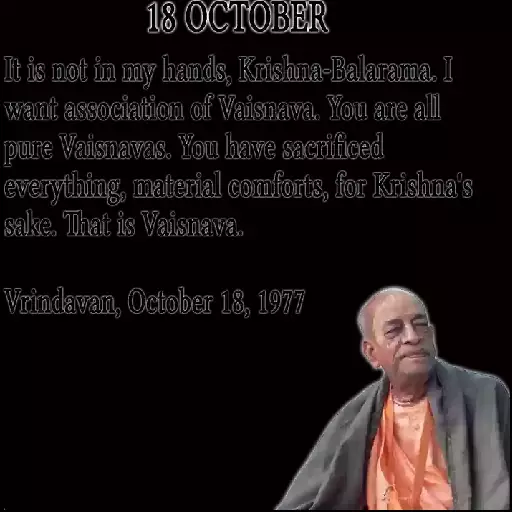 18 OCTOBER
It is not in my hands, Krishna-Balarama. I
want association of Vaisnava. You are all
pure Vaisnavas. You have sacrificed
everything, material comforts, for Krishna's
sake. That is Vaisnava.
Vrindavan, October 18, 1977